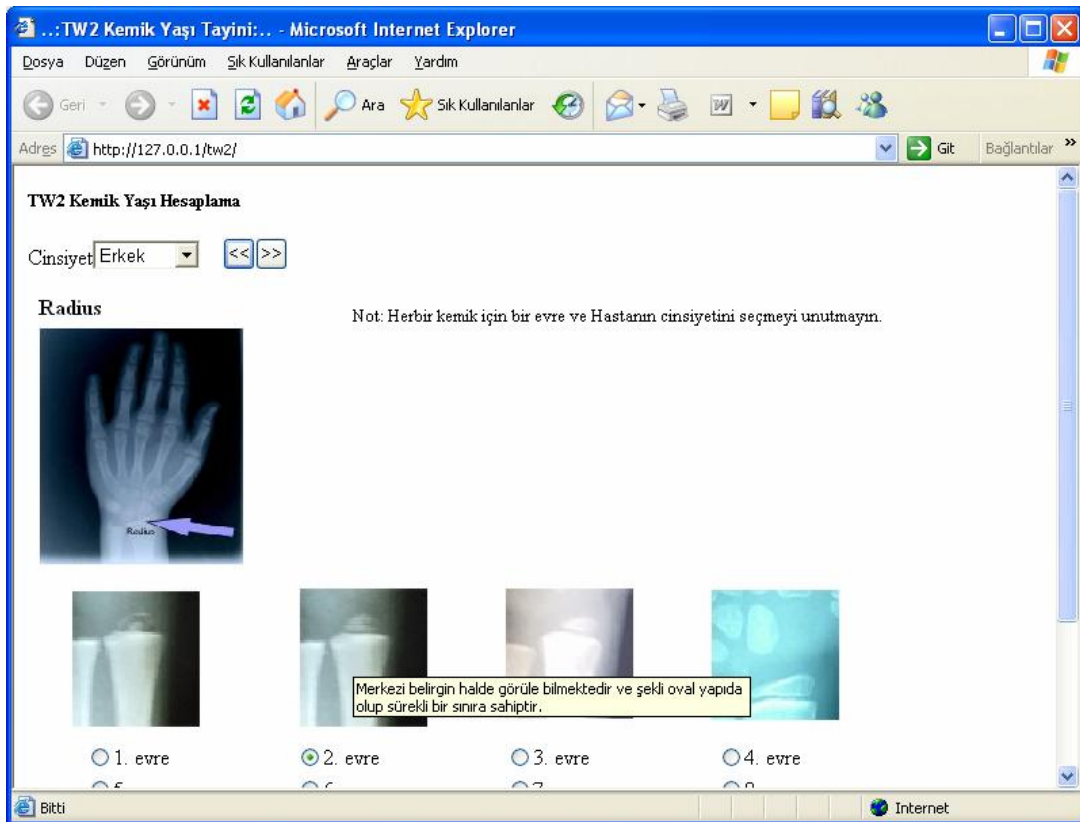 ..:TW2 Kemik Yaşı Tayini:.. - Microsoft Internet Explorer
Dosya Düzen Görünüm Sık Kullanılanlar Araçlar Yardım
Geri Ara Sık Kullanılanlar
Adres http://127.0.0.1/tw2/ Git Bağlantılar »
TW2 Kemik Yaşı Hesaplama
Cinsiyet Erkek << >>
Radius
Not: Herbir kemik için bir evre ve Hastanın cinsiyetini seçmeyi unutmayın.
Radius
Merkezi belirgin halde görüle bilmektedir ve şekli oval yapıda
olup sürekli bir sınıra sahiptir.
1. evre 2. evre 3. evre 4. evre
Bitti Internet